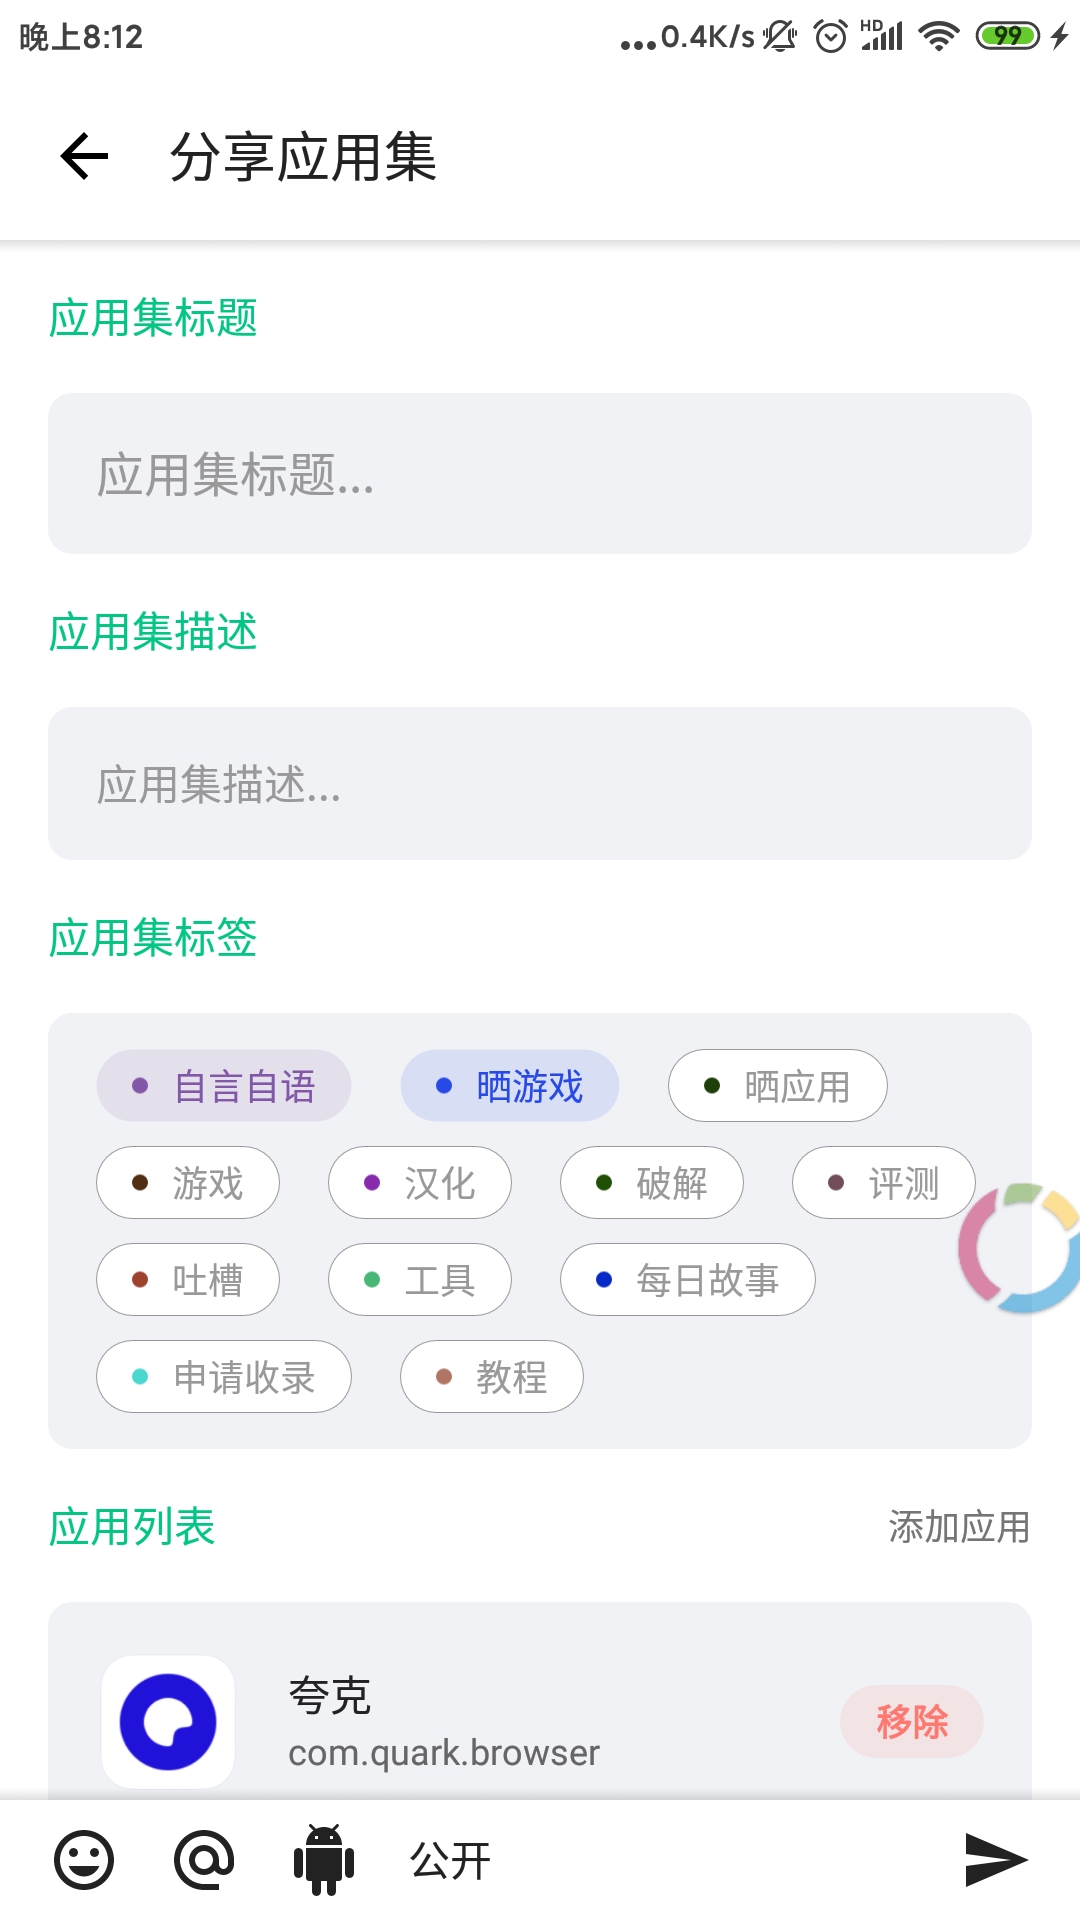 晚上8:12
...0.4K/s HD 99
分享应用集
应用集标题
应用集标题...
应用集描述
应用集描述...
应用集标签
自言自语 晒游戏 晒应用
游戏 汉化 破解 评测
吐槽 工具 每日故事
申请收录 教程
应用列表 添加应用
夸克
com.quark.browser
移除
公开